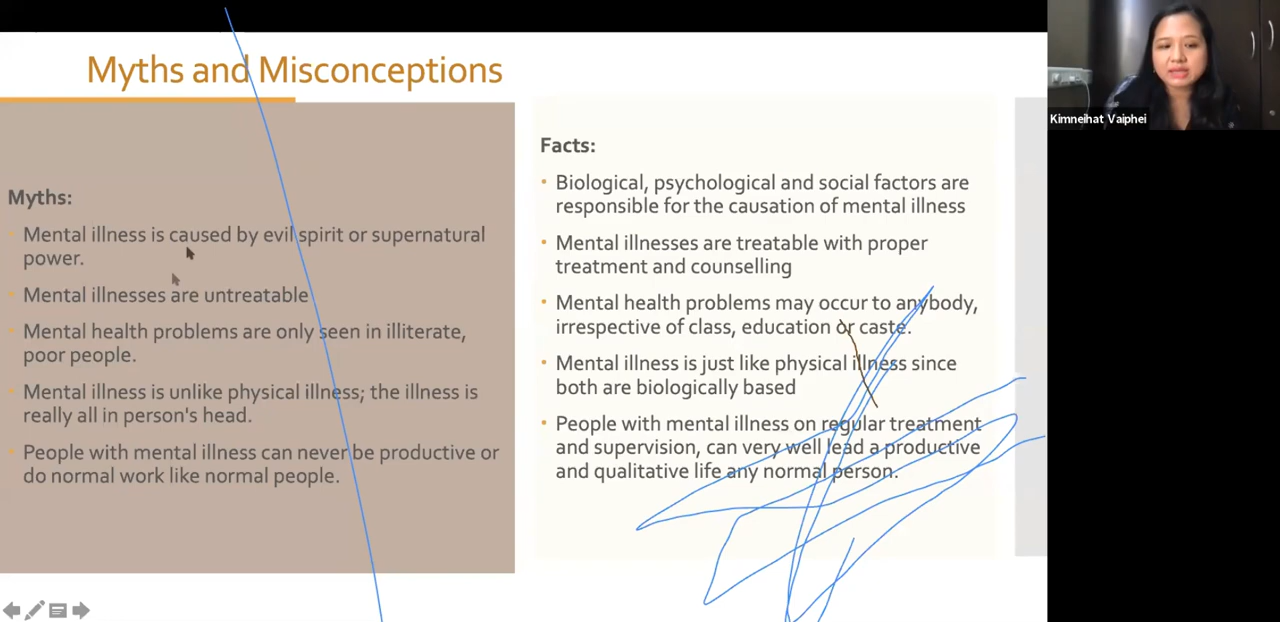 Myths and Misconceptions
Myths:
Mental illness is caused by evil spirit or supernatural
power.
Mental illnesses are untreatable
Mental health problems are only seen in illiterate,
poor people.
Mental illness is unlike physical illness; the illness is
really all in person's head.
People with mental illness can never be productive or
do normal work like normal people.
Facts:
Biological, psychological and social factors are
responsible for the causation of mental illness
Mental illnesses are treatable with proper
treatment and counselling
Mental health problems may occur to anybody,
irrespective of class, education or caste.
Mental illness is just like physical illness since
both are biologically based
People with mental illness on regular treatment
and supervision, can very well lead a productive
and qualitative life any normal person.
Kimneihat Vaiphei